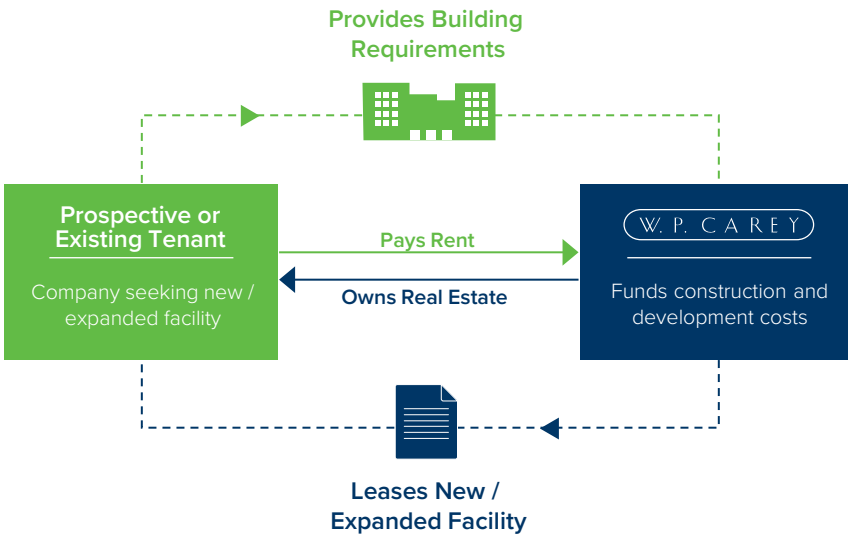 Provides Building
Requirements
Prospective or
Existing Tenant
Company seeking new /
expanded facility
Pays Rent
Owns Real Estate
W. P. CAREY
Funds construction and
development costs
Leases New /
Expanded Facility